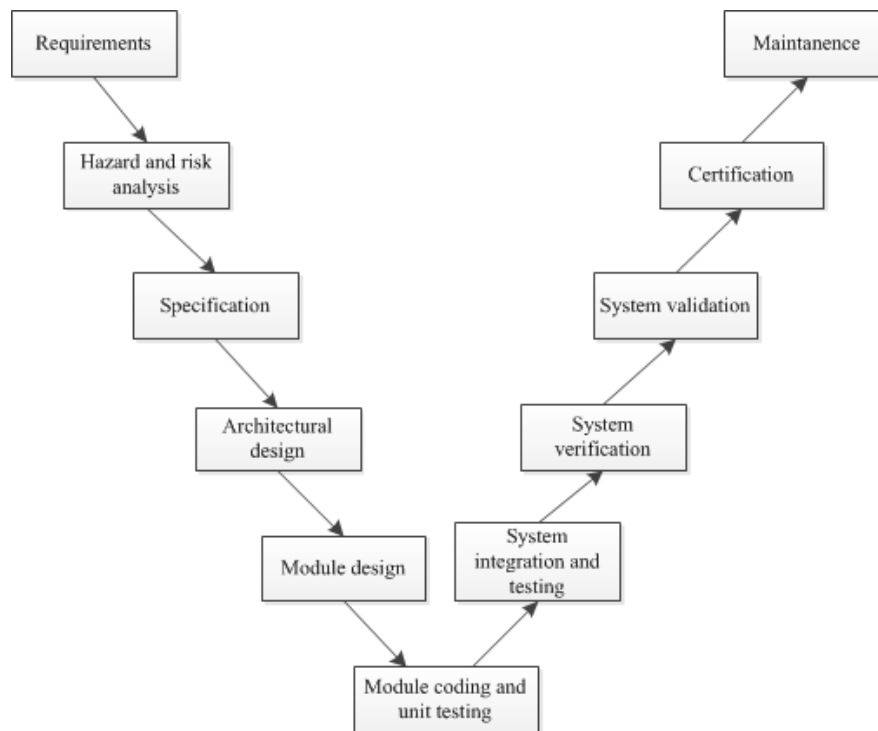 Requirements
Hazard and risk
analysis
Specification
Architectural
design
Module design
Module coding and
unit testing
System
integration and
testing
System
verification
System validation
Certification
Maintanence